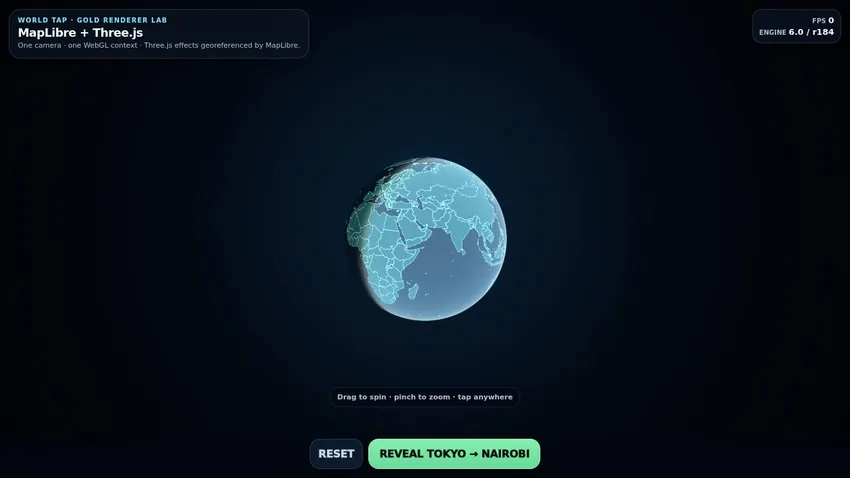 WORLD TAP · GOLD RENDERER LAB
MapLibre + Three.js
One camera · one WebGL context · Three.js effects georeferenced by MapLibre.
FPS 0
ENGINE 6.0 / r184
Drag to spin · pinch to zoom · tap anywhere
RESET
REVEAL TOKYO → NAIROBI